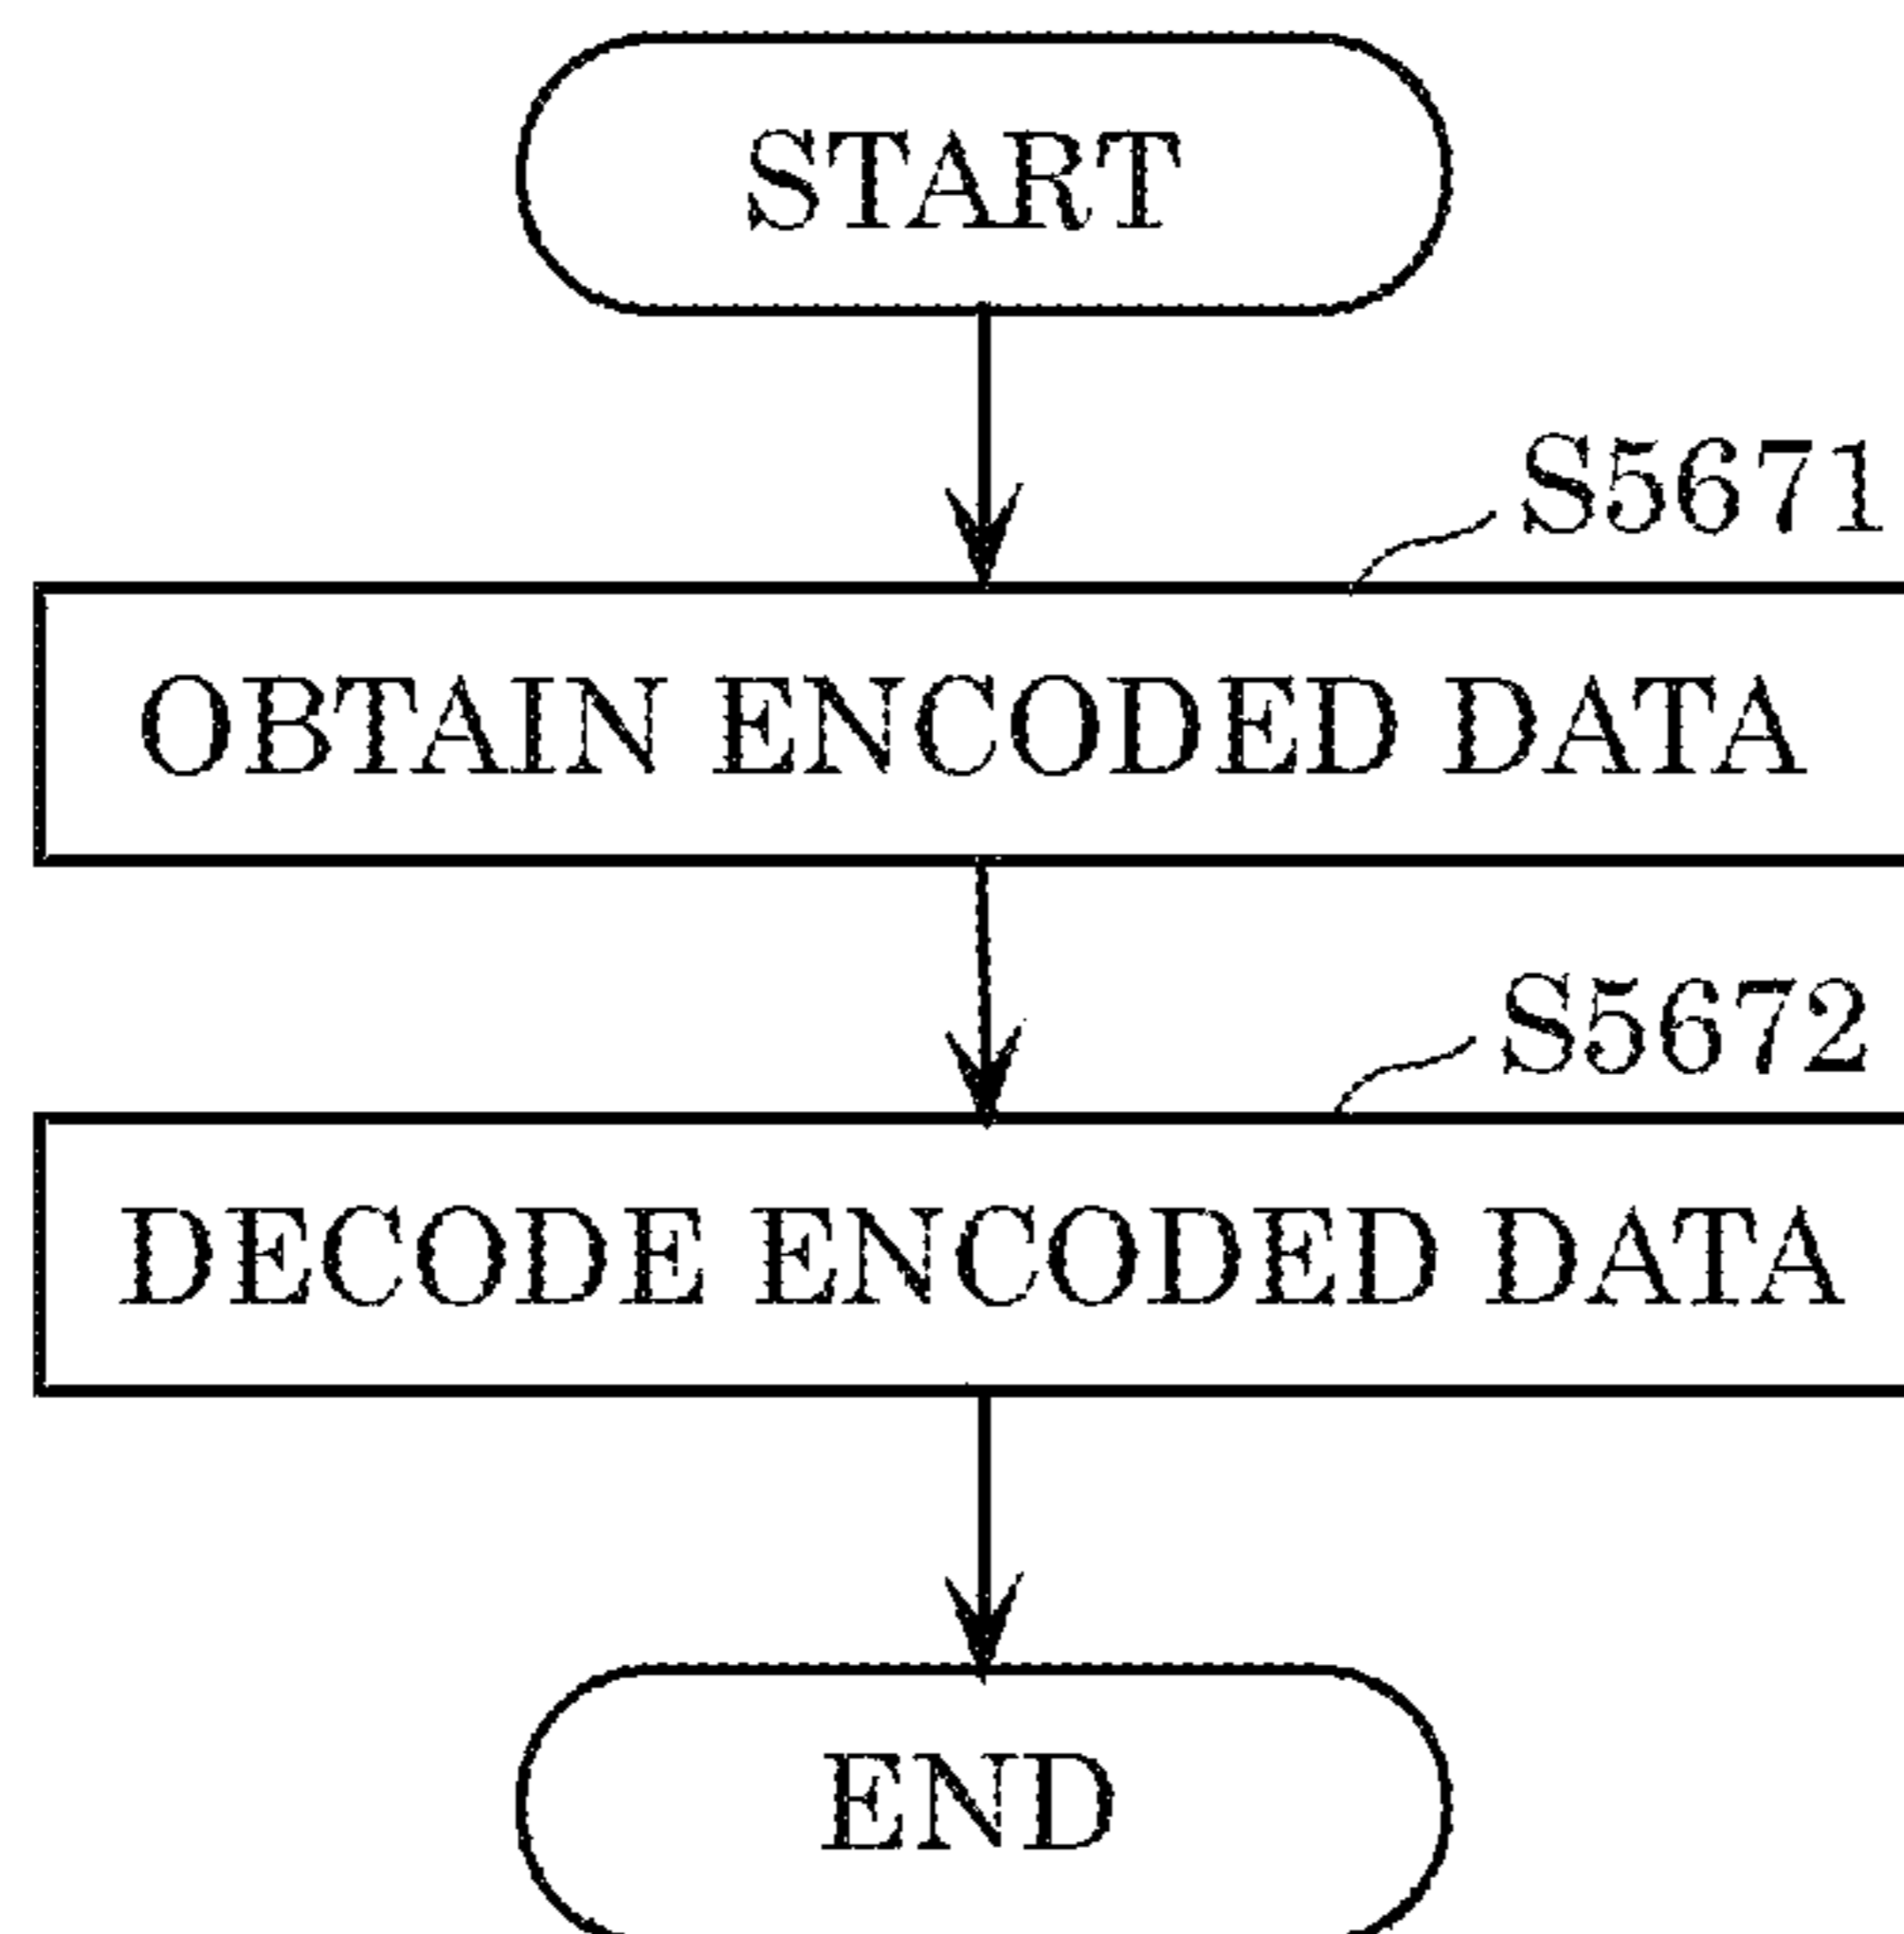 START
S5671
OBTAIN ENCODED DATA
S5672
DECODE ENCODED DATA
END